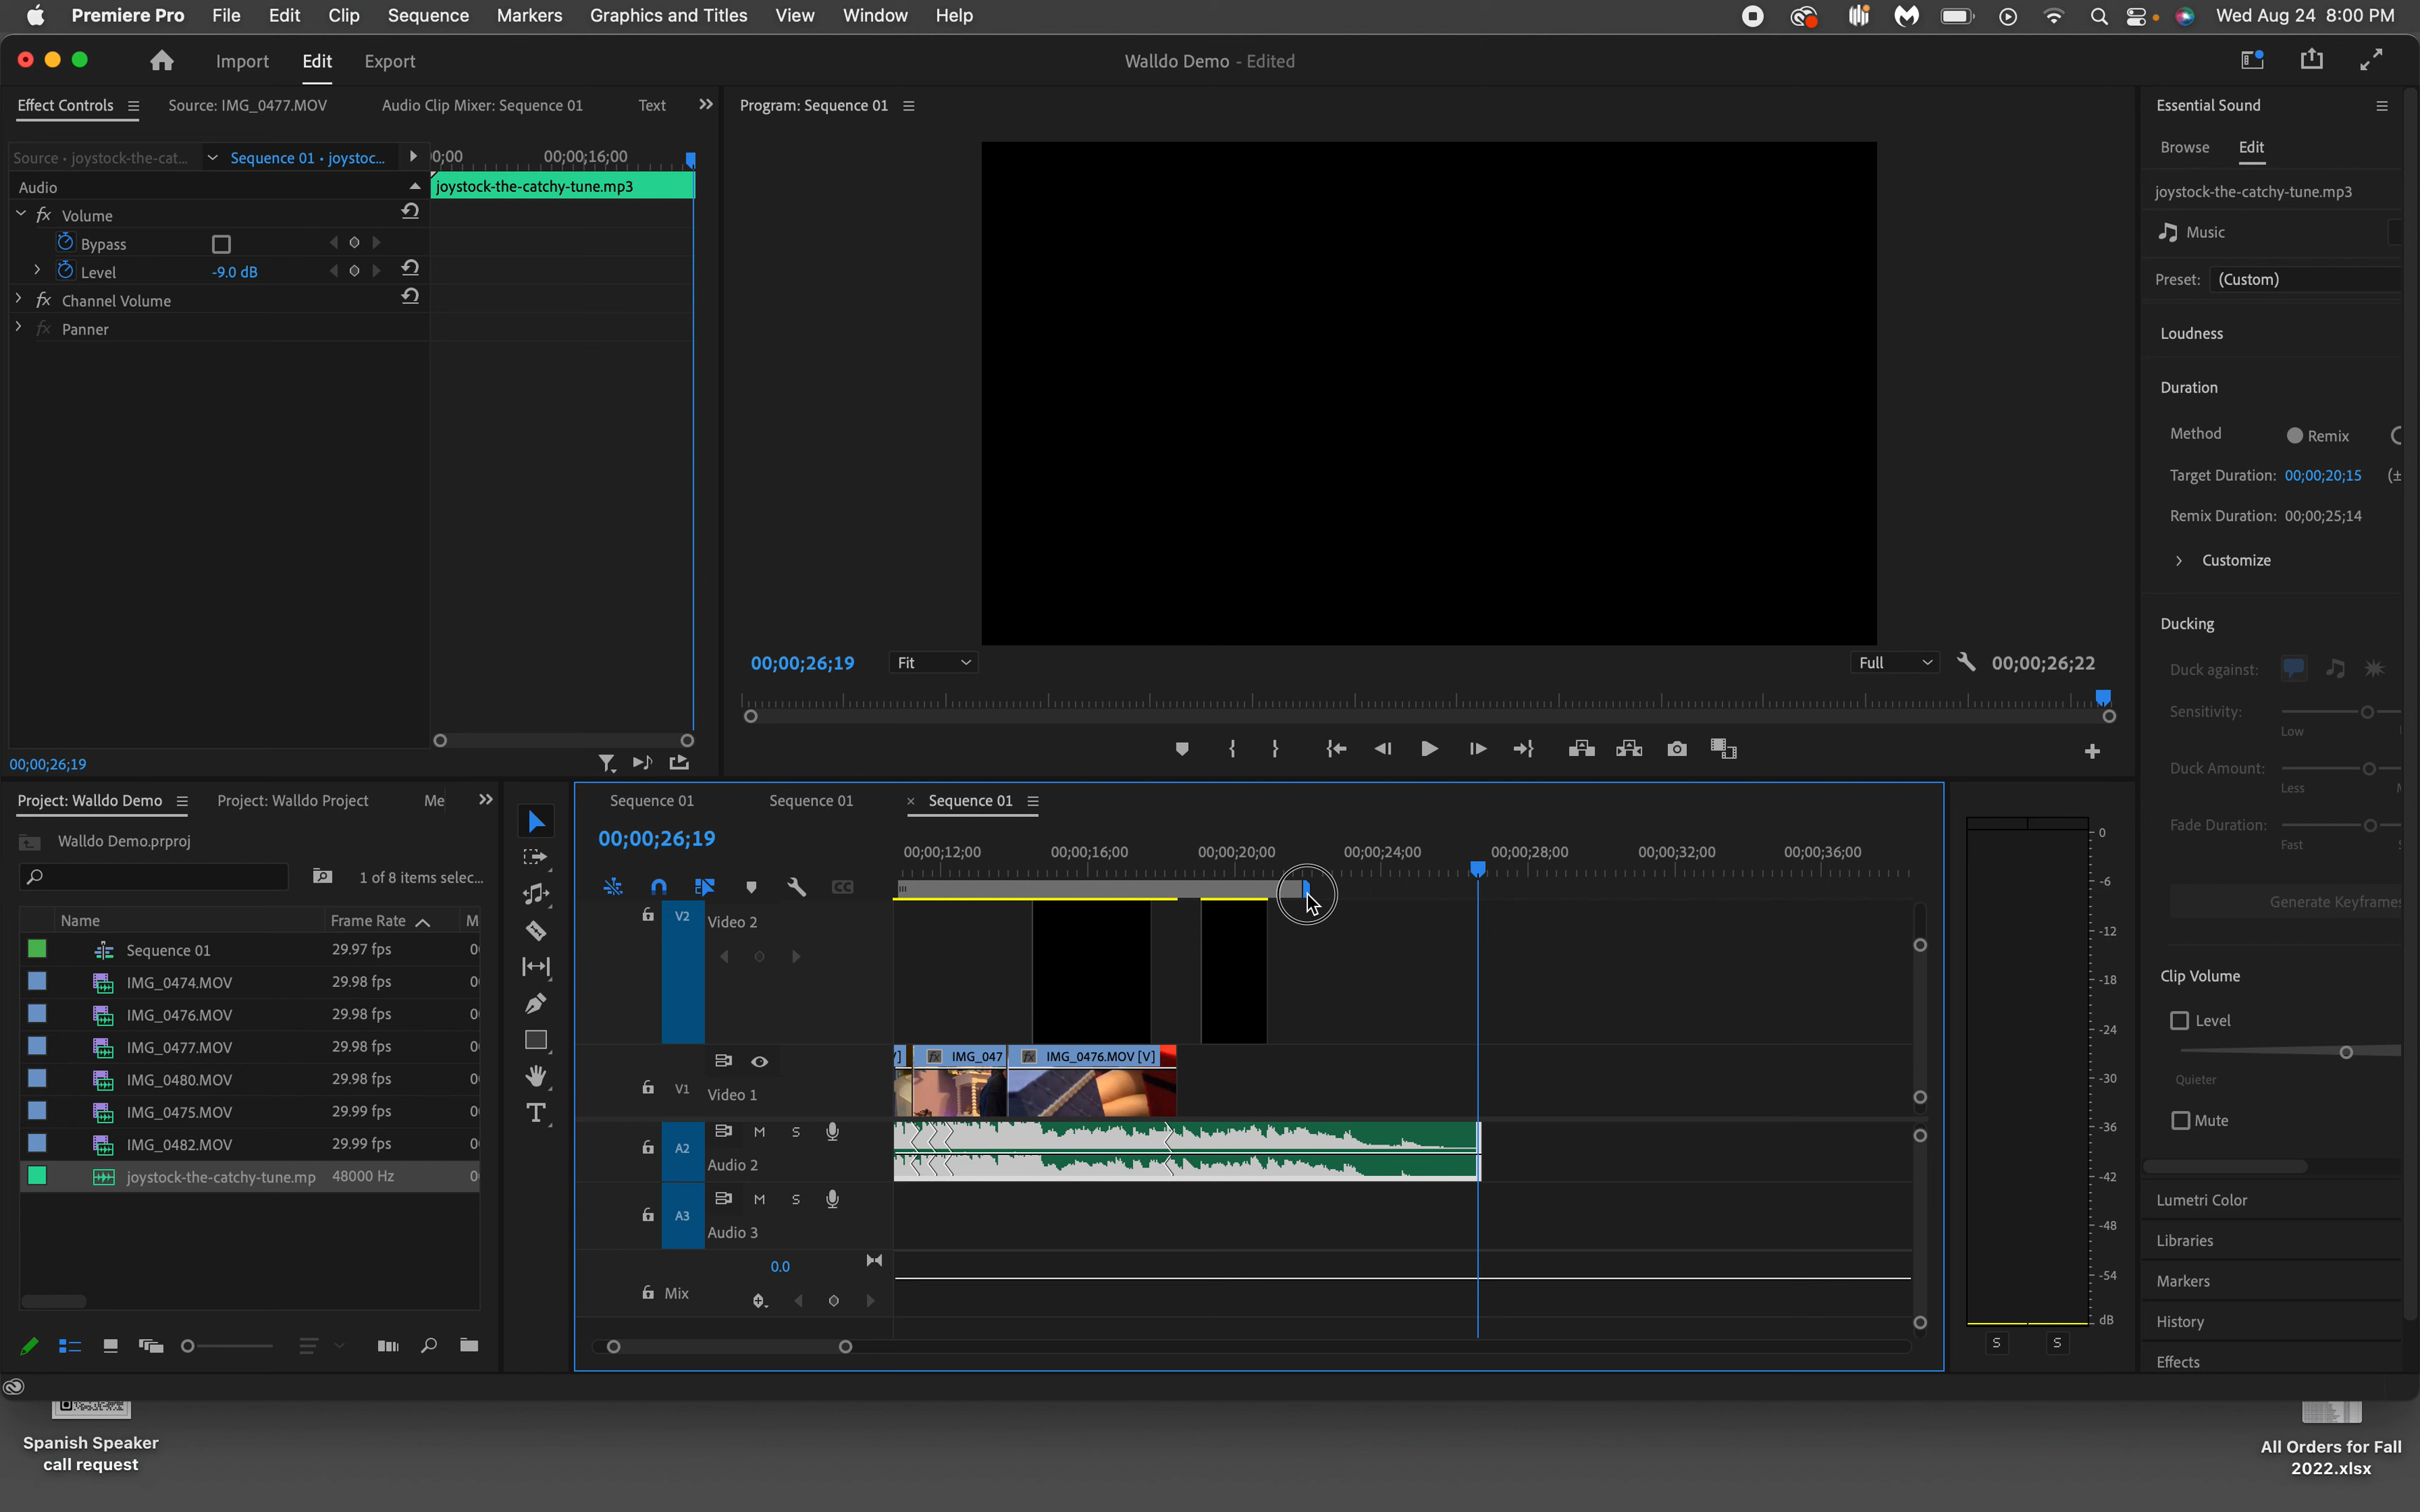 Premiere Pro File Edit Clip Sequence Markers Graphics and Titles View Window Help Wed Aug 24 8:00 PM
Import Edit Export Walldo Demo - Edited
Effect Controls Source: IMG_0477.MOV Audio Clip Mixer: Sequence 01 Text
Program: Sequence 01
Essential Sound
Browse Edit
Source • joystock-the-cat... Sequence 01 • joystoc... 00;00;16;00
Audio
joystock-the-catchy-tune.mp3
fx Volume
Bypass
Level -9.0 dB
fx Channel Volume
fx Panner
joystock-the-catchy-tune.mp3
Music
Preset: (Custom)
Loudness
Duration
Method Remix
Target Duration: 00;00;20;15 (±
Remix Duration: 00;00;25;14
Customize
Ducking
Duck against:
Sensitivity:
Low
Duck Amount:
Less
Fade Duration:
Fast
Generate Keyframes
Clip Volume
Level
Quieter
Mute
Lumetri Color
Libraries
Markers
History
Effects
00;00;26;19 Fit Full 00;00;26;22
00;00;26;19
Project: Walldo Demo Project: Walldo Project Me
Walldo Demo.prproj
1 of 8 items selec...
Name Frame Rate M
Sequence 01 29.97 fps 0
IMG_0474.MOV 29.98 fps 0
IMG_0476.MOV 29.98 fps 0
IMG_0477.MOV 29.98 fps 0
IMG_0480.MOV 29.98 fps 0
IMG_0475.MOV 29.99 fps 0
IMG_0482.MOV 29.99 fps 0
joystock-the-catchy-tune.mp 48000 Hz 0
T
Sequence 01 Sequence 01 × Sequence 01
00;00;26;19
00;00;12;00 00;00;16;00 00;00;20;00 00;00;24;00 00;00;28;00 00;00;32;00 00;00;36;00
CC
V2 Video 2
fx IMG_047 fx IMG_0476.MOV [V]
V1 Video 1
M S
A2 Audio 2
M S
A3 Audio 3
0.0
Mix
0
-6
-12
-18
-24
-30
-36
-42
-48
-54
dB
S S
Spanish Speaker
call request
All Orders for Fall
2022.xlsx